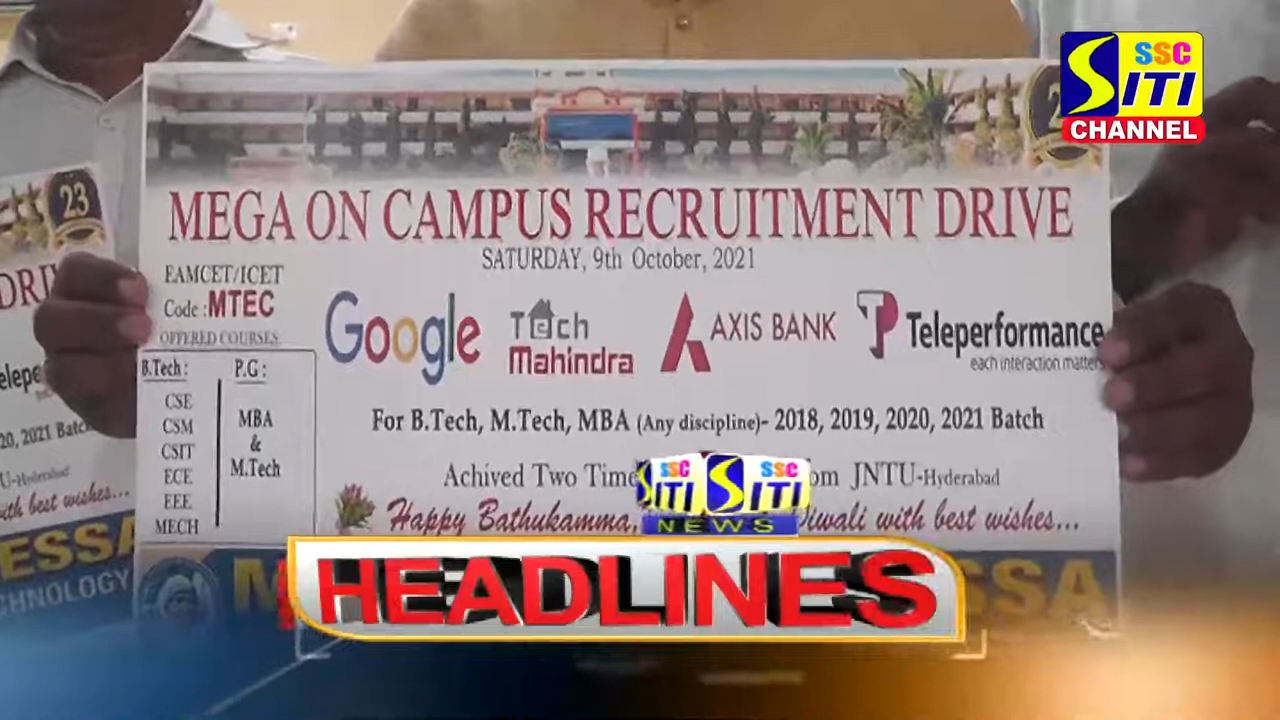 SSC
SITI
CHANNEL
23
MEGA ON CAMPUS RECRUITMENT DRIVE
SATURDAY, 9th October, 2021
EAMCET/ICET
Code : MTEC
OFFERED COURSES
B.Tech :
CSE
CSM
CSIT
ECE
EEE
MECH
P.G :
MBA
&
M.Tech
Google
Tech
Mahindra
AXIS BANK
Teleperformance
each interaction matters
For B.Tech, M.Tech, MBA (Any discipline)- 2018, 2019, 2020, 2021 Batch
Achived Two Time JNTU-Hyderabad
Happy Bathukamma, Diwali with best wishes...
20, 2021 Batch
U-Hyderabad
with best wishes...
ESSA
CHNOLOGY
SSA
SSC SSC
SITI SITI
NEWS
HEADLINES